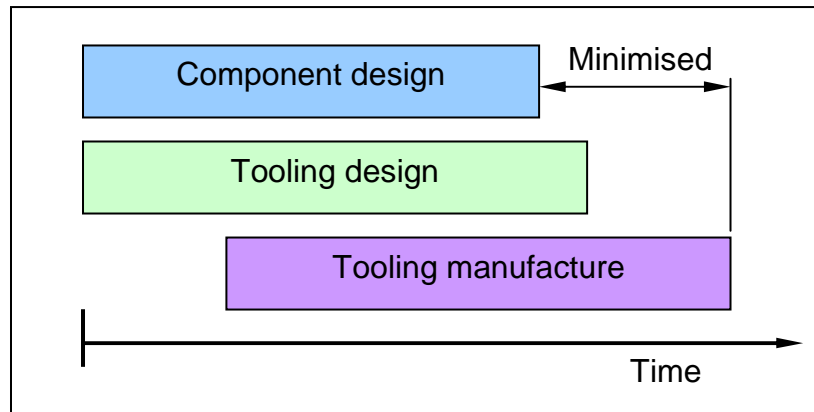 Component design
Minimised
Tooling design
Tooling manufacture
Time